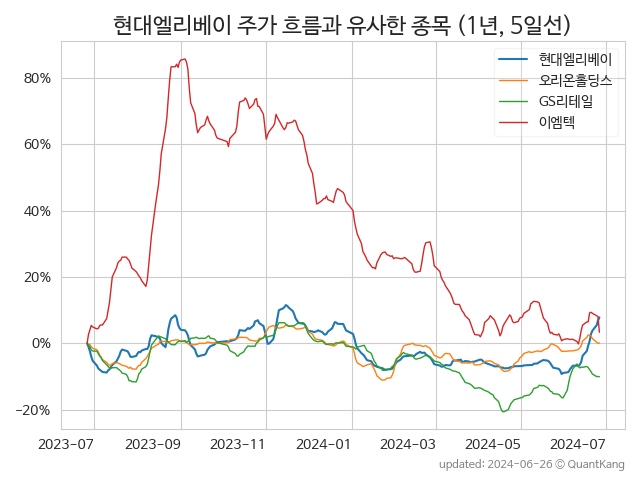 현대엘리베이 주가 흐름과 유사한 종목 (1년, 5일선)
현대엘리베이
오리온홀딩스
GS리테일
이엠텍
80%
60%
40%
20%
0%
−20%
2023-07 2023-09 2023-11 2024-01 2024-03 2024-05 2024-07
updated: 2024-06-26 © QuantKang